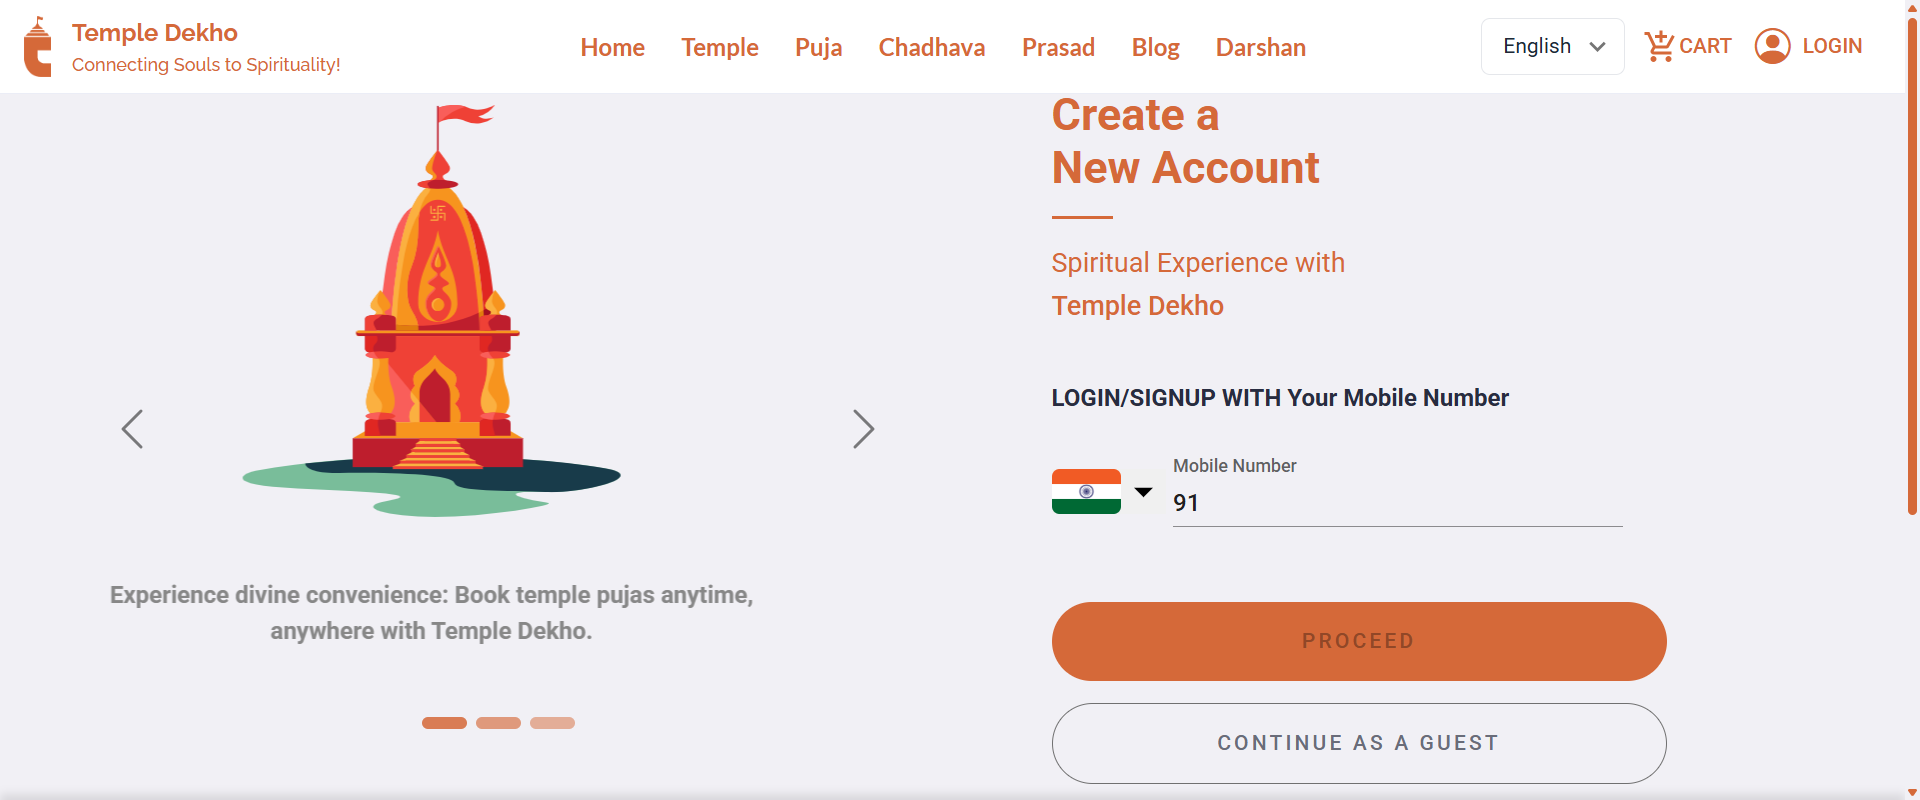 Temple Dekho
Connecting Souls to Spirituality!
Home Temple Puja Chadhava Prasad Blog Darshan
English
CART
LOGIN
Create a
New Account
Spiritual Experience with
Temple Dekho
LOGIN/SIGNUP WITH Your Mobile Number
Mobile Number
91
PROCEED
CONTINUE AS A GUEST
Experience divine convenience: Book temple pujas anytime,
anywhere with Temple Dekho.